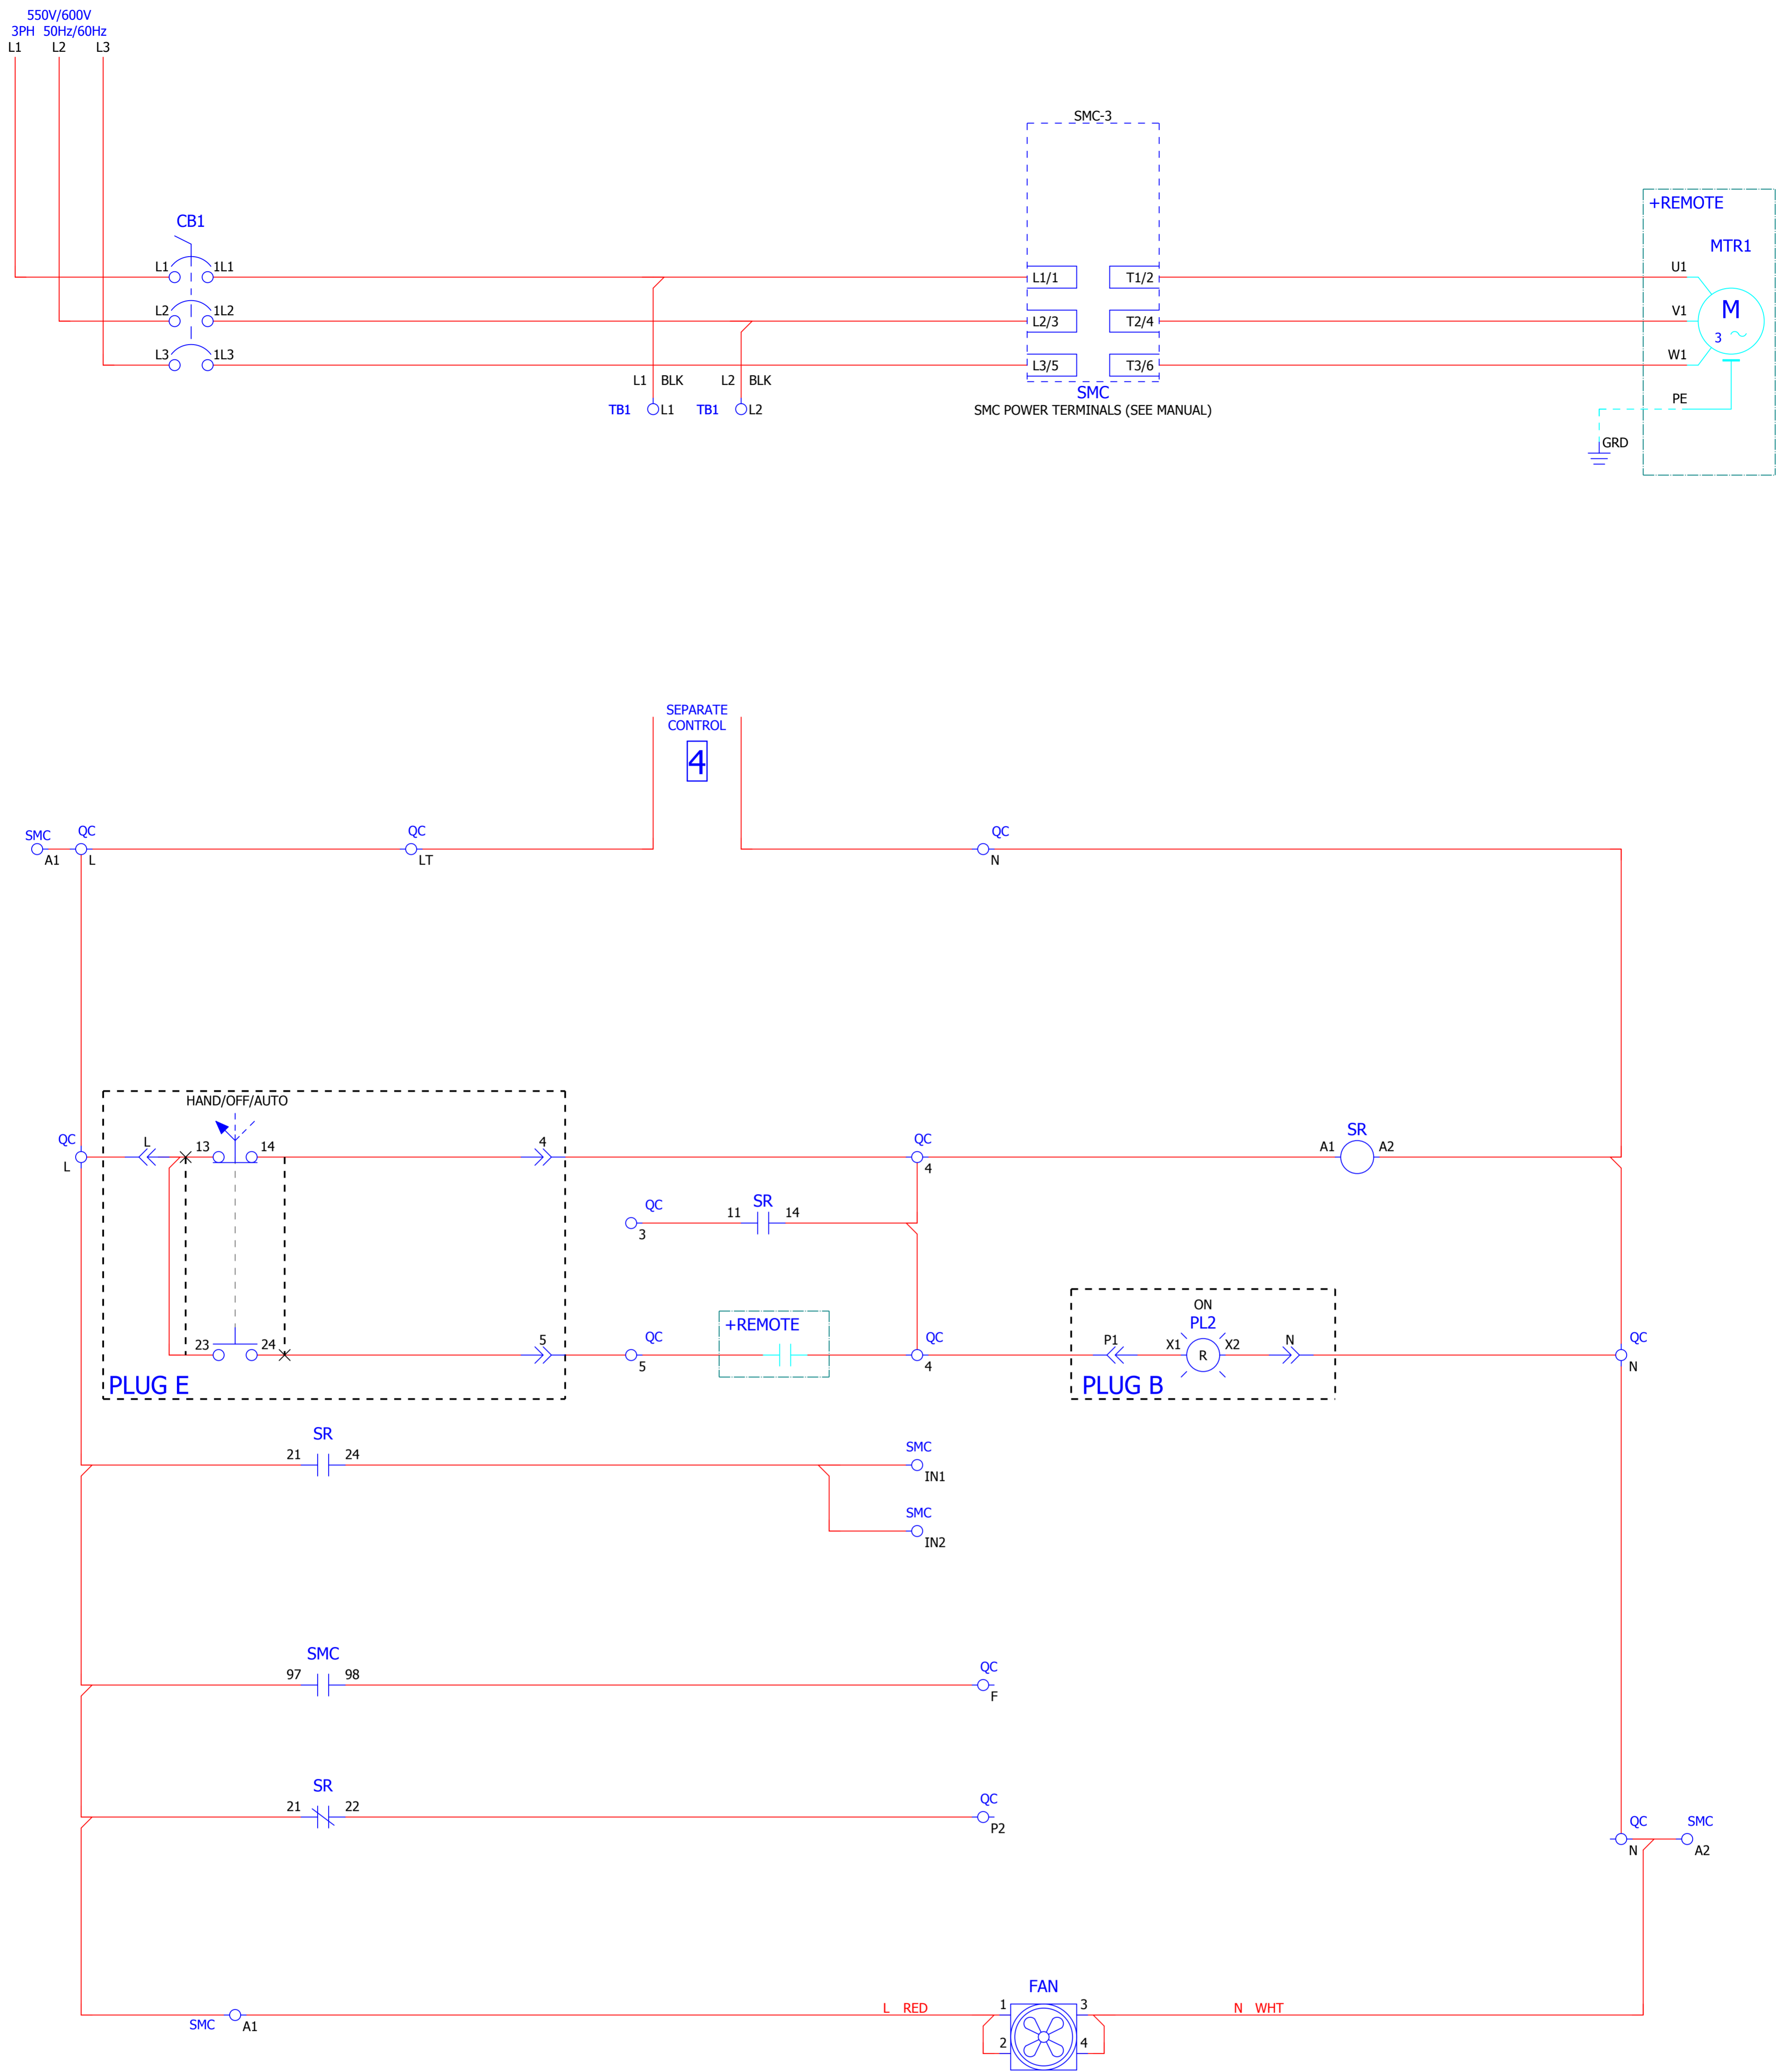 550V/600V
3PH 50Hz/60Hz
L1 L2 L3
SMC-3
+REMOTE
CB1
MTR1
L1 1L1
L1/1 T1/2
U1
L2 1L2
L2/3 T2/4
V1
M
3
L3 1L3
L3/5 T3/6
W1
L1 BLK L2 BLK
SMC
PE
TB1 L1 TB1 L2
SMC POWER TERMINALS (SEE MANUAL)
GRD
SEPARATE
CONTROL
4
SMC QC QC QC
A1 L LT N
HAND/OFF/AUTO
QC L 13 14 4 QC SR
A1 A2
L 4
QC SR
11 14
3
ON
+REMOTE
PL2
23 24 5 QC QC P1 X1 R X2 N QC
5 4 N
PLUG E
PLUG B
SR
21 24
SMC
IN1
SMC
IN2
SMC
97 98
QC
F
SR
21 22
QC
P2
QC SMC
N A2
FAN
L RED 1 3 N WHT
SMC A1
2 4